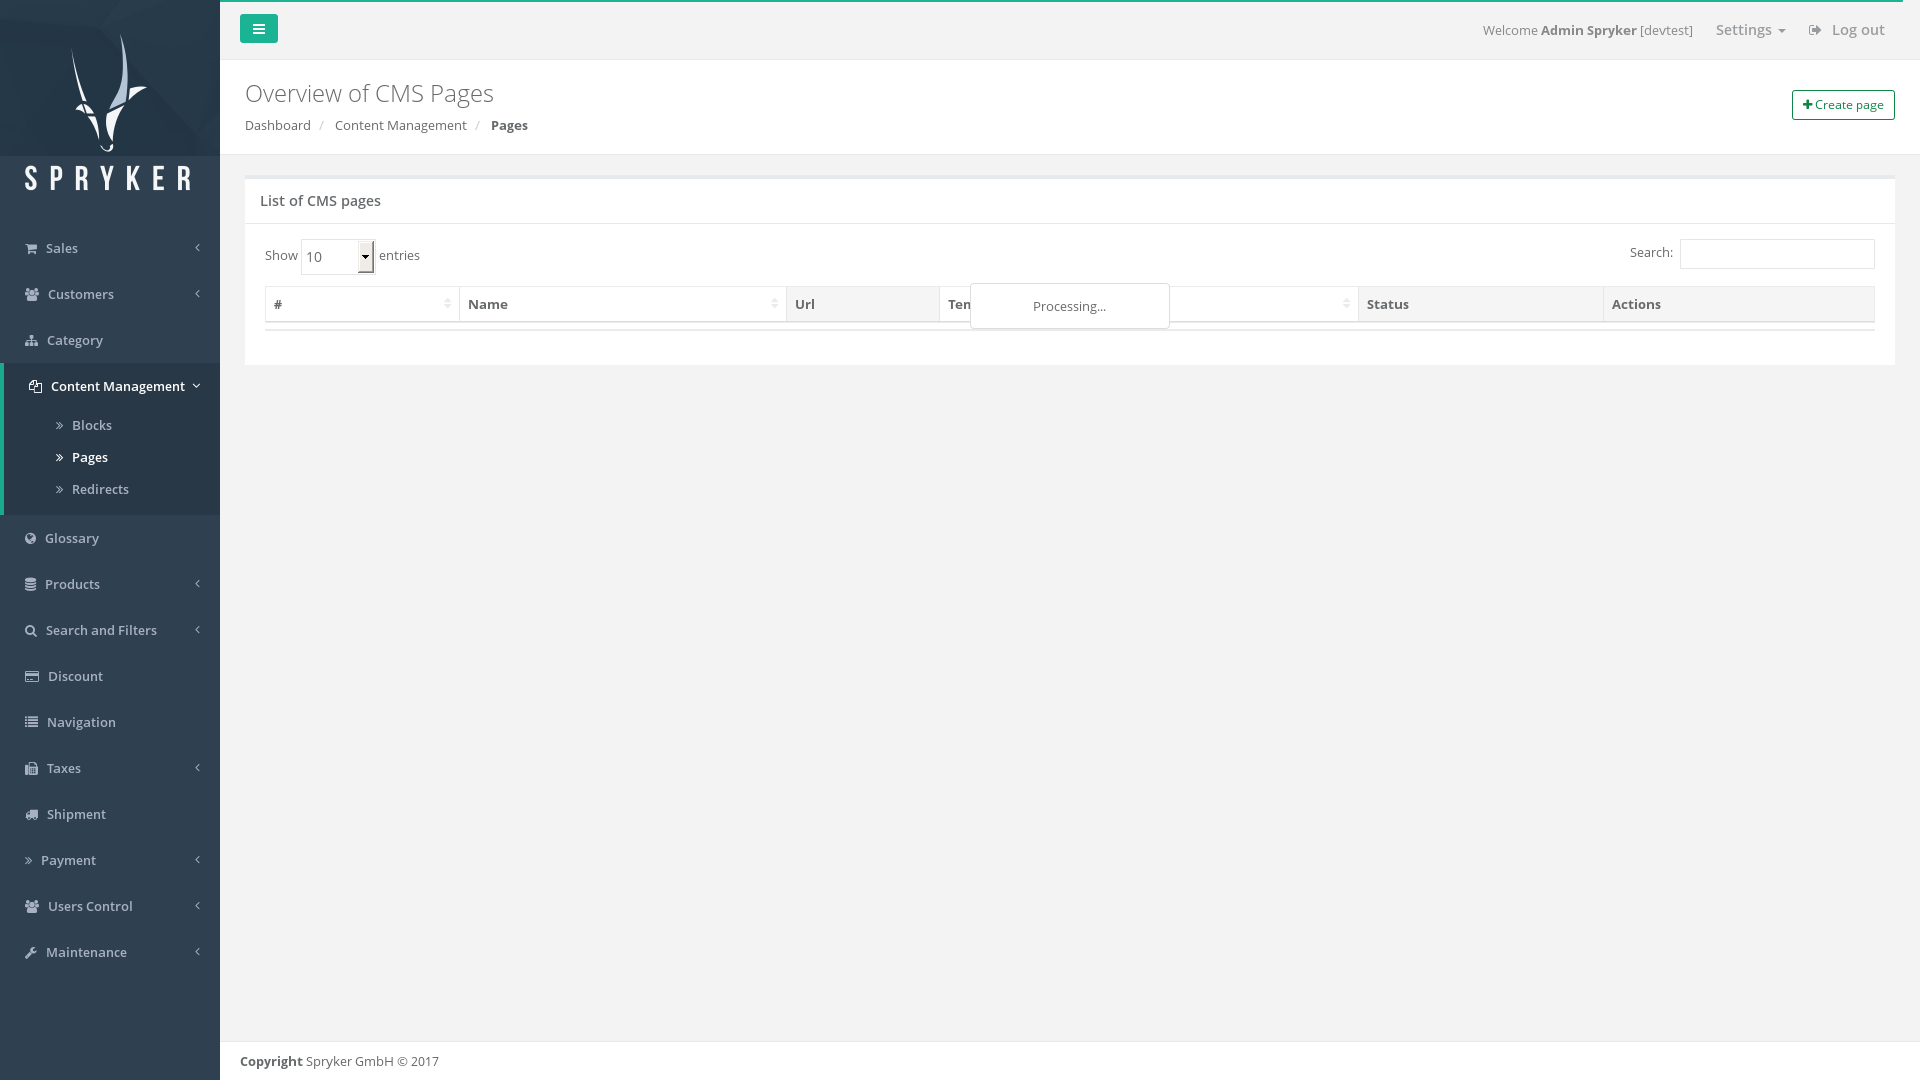 Welcome Admin Spryker [devtest]
Settings
Log out
SPRYKER
Sales
Customers
Category
Content Management
Blocks
Pages
Redirects
Glossary
Products
Search and Filters
Discount
Navigation
Taxes
Shipment
Payment
Users Control
Maintenance
Overview of CMS Pages
Create page
Dashboard / Content Management / Pages
List of CMS pages
Show 10 entries
Search:
# Name Url Status Actions
Processing...
Copyright Spryker GmbH © 2017